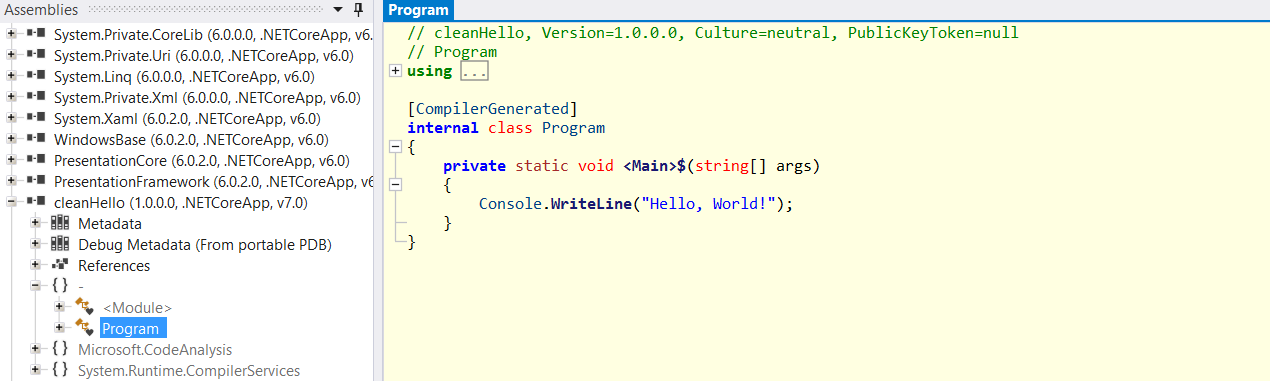 Assemblies
System.Private.CoreLib (6.0.0.0, .NETCoreApp, v6.
System.Private.Uri (6.0.0.0, .NETCoreApp, v6.0)
System.Linq (6.0.0.0, .NETCoreApp, v6.0)
System.Private.Xml (6.0.0.0, .NETCoreApp, v6.0)
System.Xaml (6.0.2.0, .NETCoreApp, v6.0)
WindowsBase (6.0.2.0, .NETCoreApp, v6.0)
PresentationCore (6.0.2.0, .NETCoreApp, v6.0)
PresentationFramework (6.0.2.0, .NETCoreApp, v6
cleanHello (1.0.0.0, .NETCoreApp, v7.0)
Metadata
Debug Metadata (From portable PDB)
References
{ } -
<Module>
Program
{ } Microsoft.CodeAnalysis
{ } System.Runtime.CompilerServices
Program
// cleanHello, Version=1.0.0.0, Culture=neutral, PublicKeyToken=null
// Program
using ...
[CompilerGenerated]
internal class Program
{
private static void <Main>$(string[] args)
{
Console.WriteLine("Hello, World!");
}
}